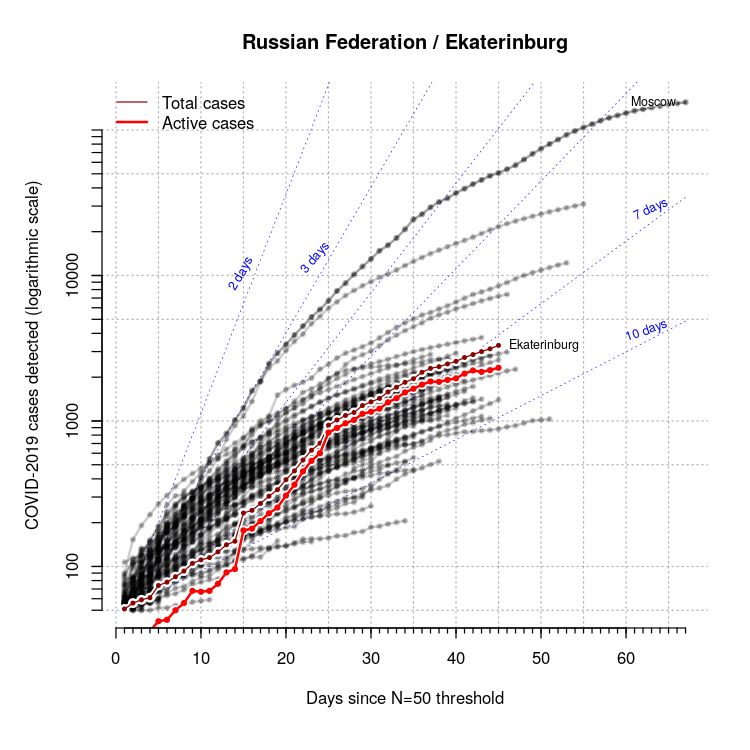 Russian Federation / Ekaterinburg
Total cases
Active cases
Moscow
2 days
3 days
7 days
10 days
Ekaterinburg
COVID-2019 cases detected (logarithmic scale)
10000
1000
100
0 10 20 30 40 50 60
Days since N=50 threshold